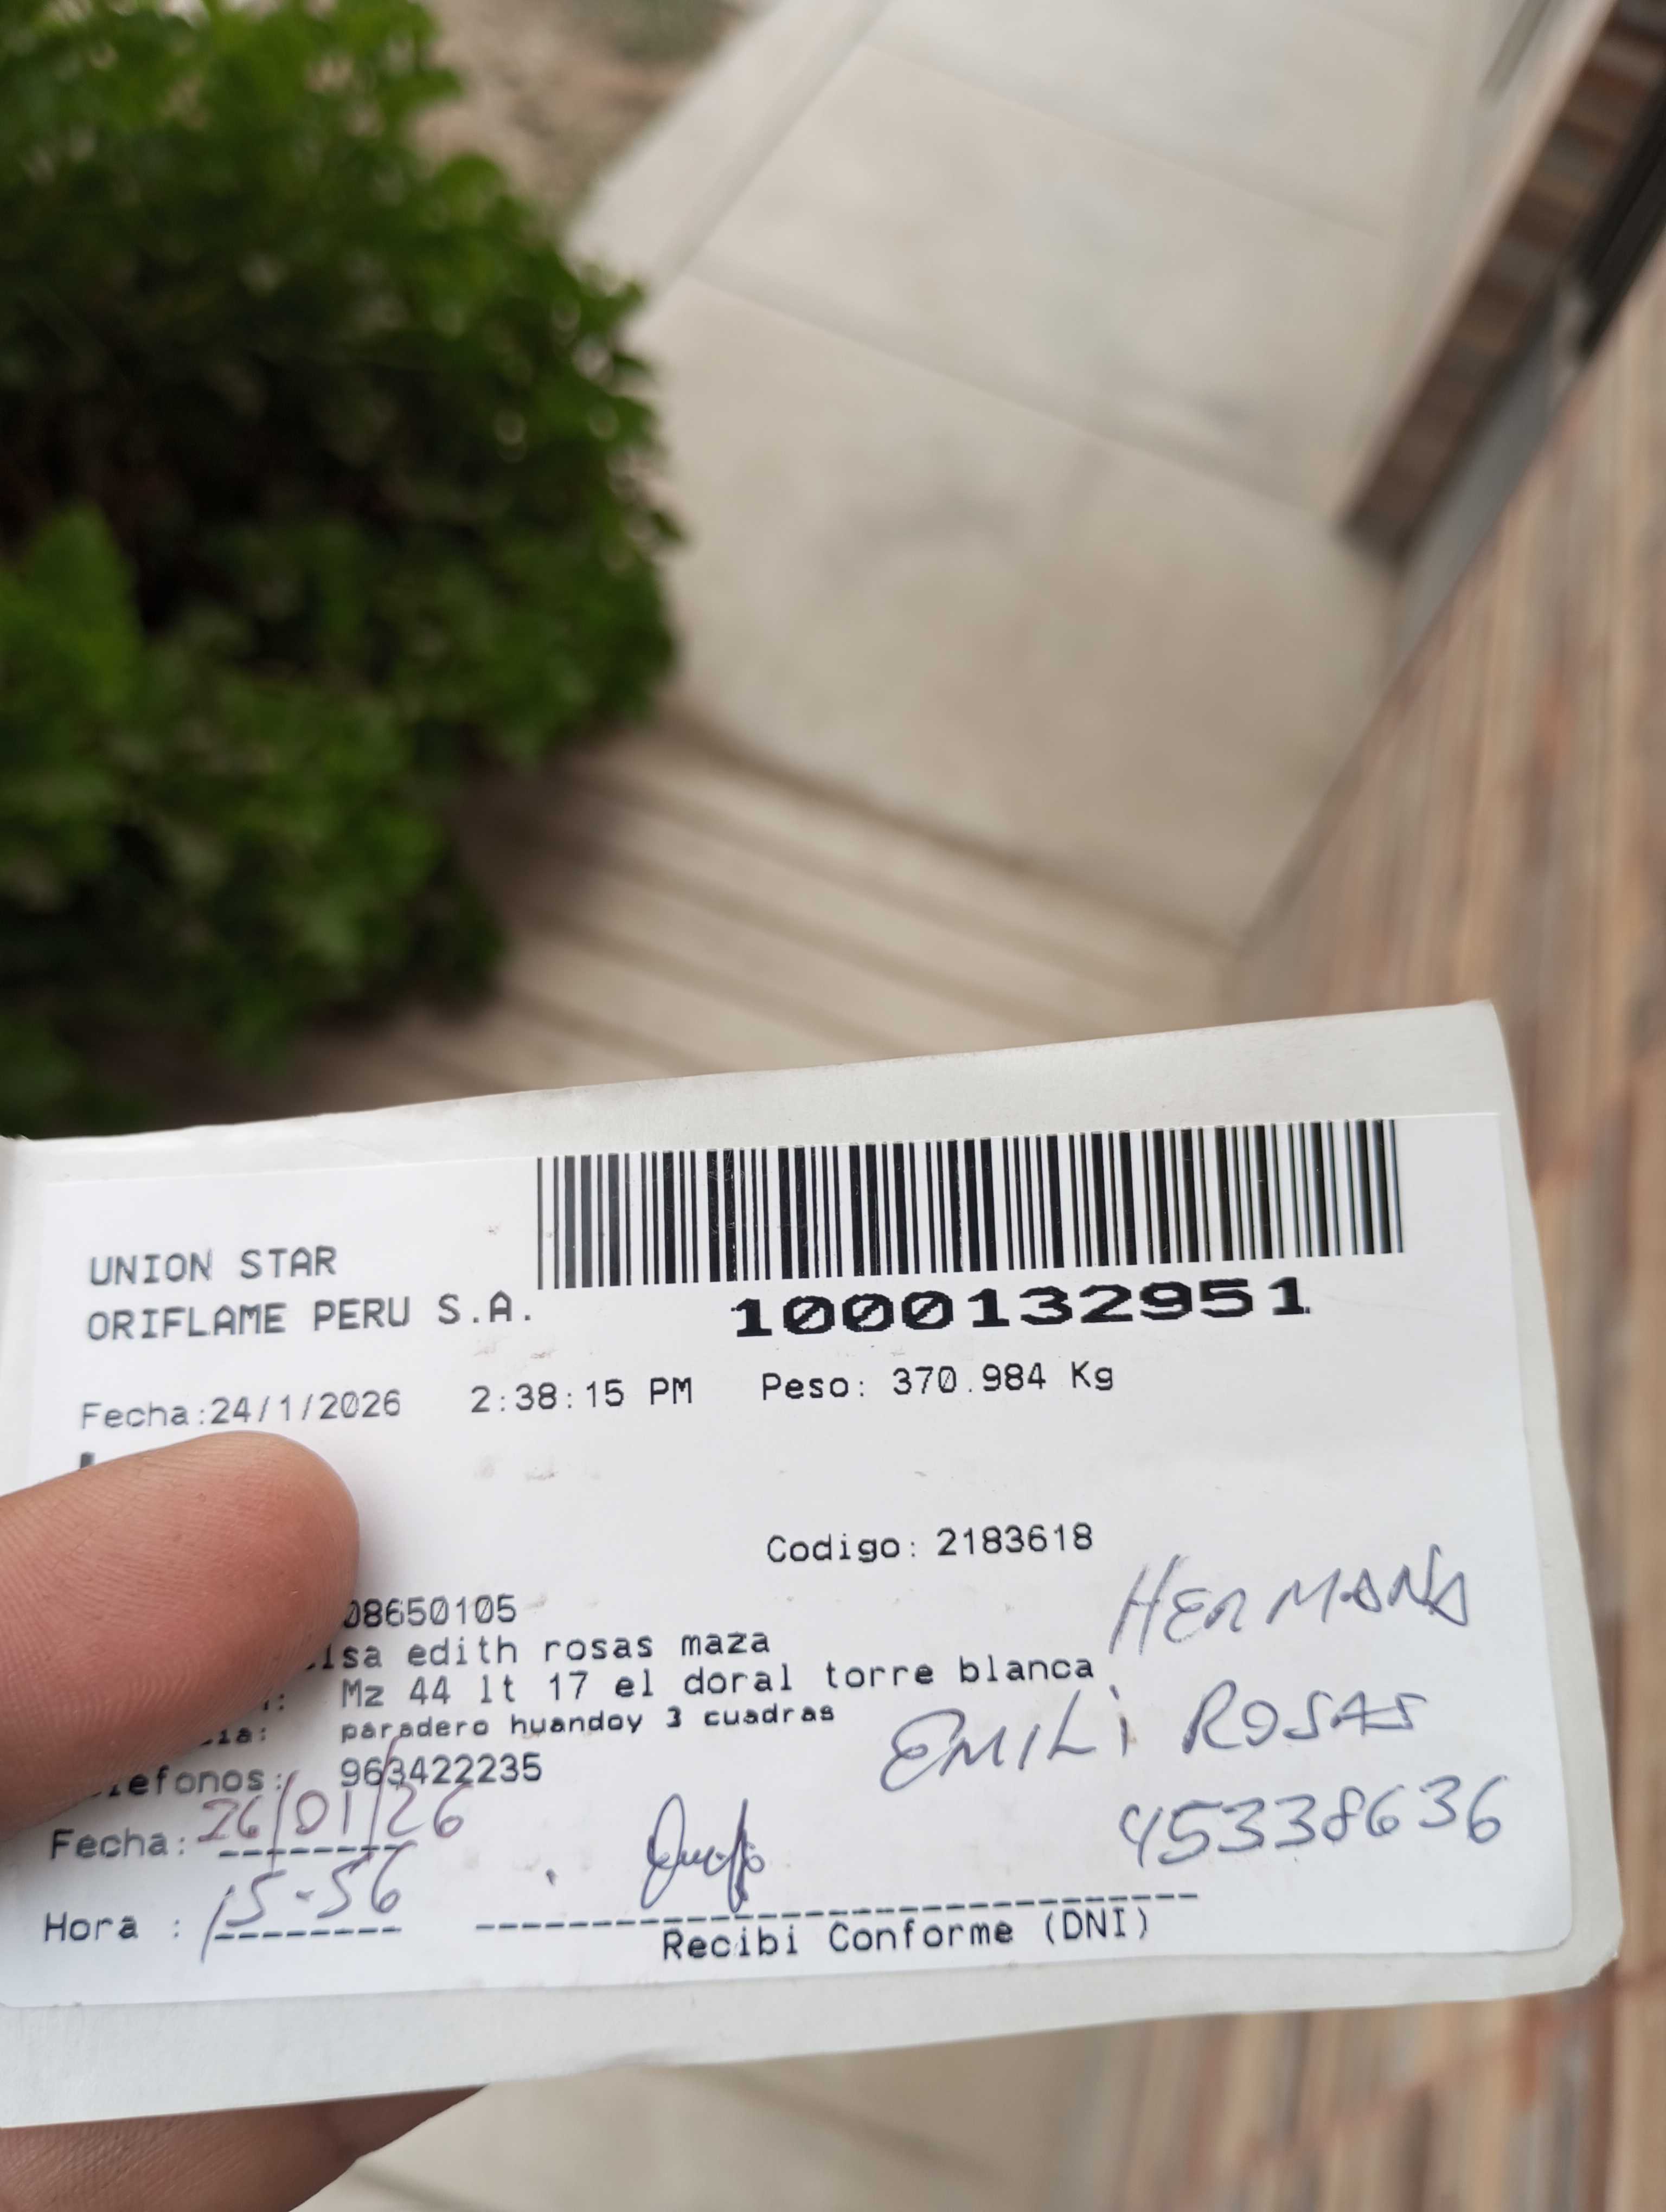 UNION STAR
ORIFLAME PERU S.A.
1000132951
Fecha:24/1/2026 2:38:15 PM Peso: 370.984 Kg
Codigo: 2183618
08650105
lsa edith rosas maza
Mz 44 lt 17 el doral torre blanca
paradero huandoy 3 cuadras
efonos: 963422235
HERMANA
EMILI ROSAS
45338636
Fecha: 26/01/26
Hora : 15-56
Recibi Conforme (DNI)